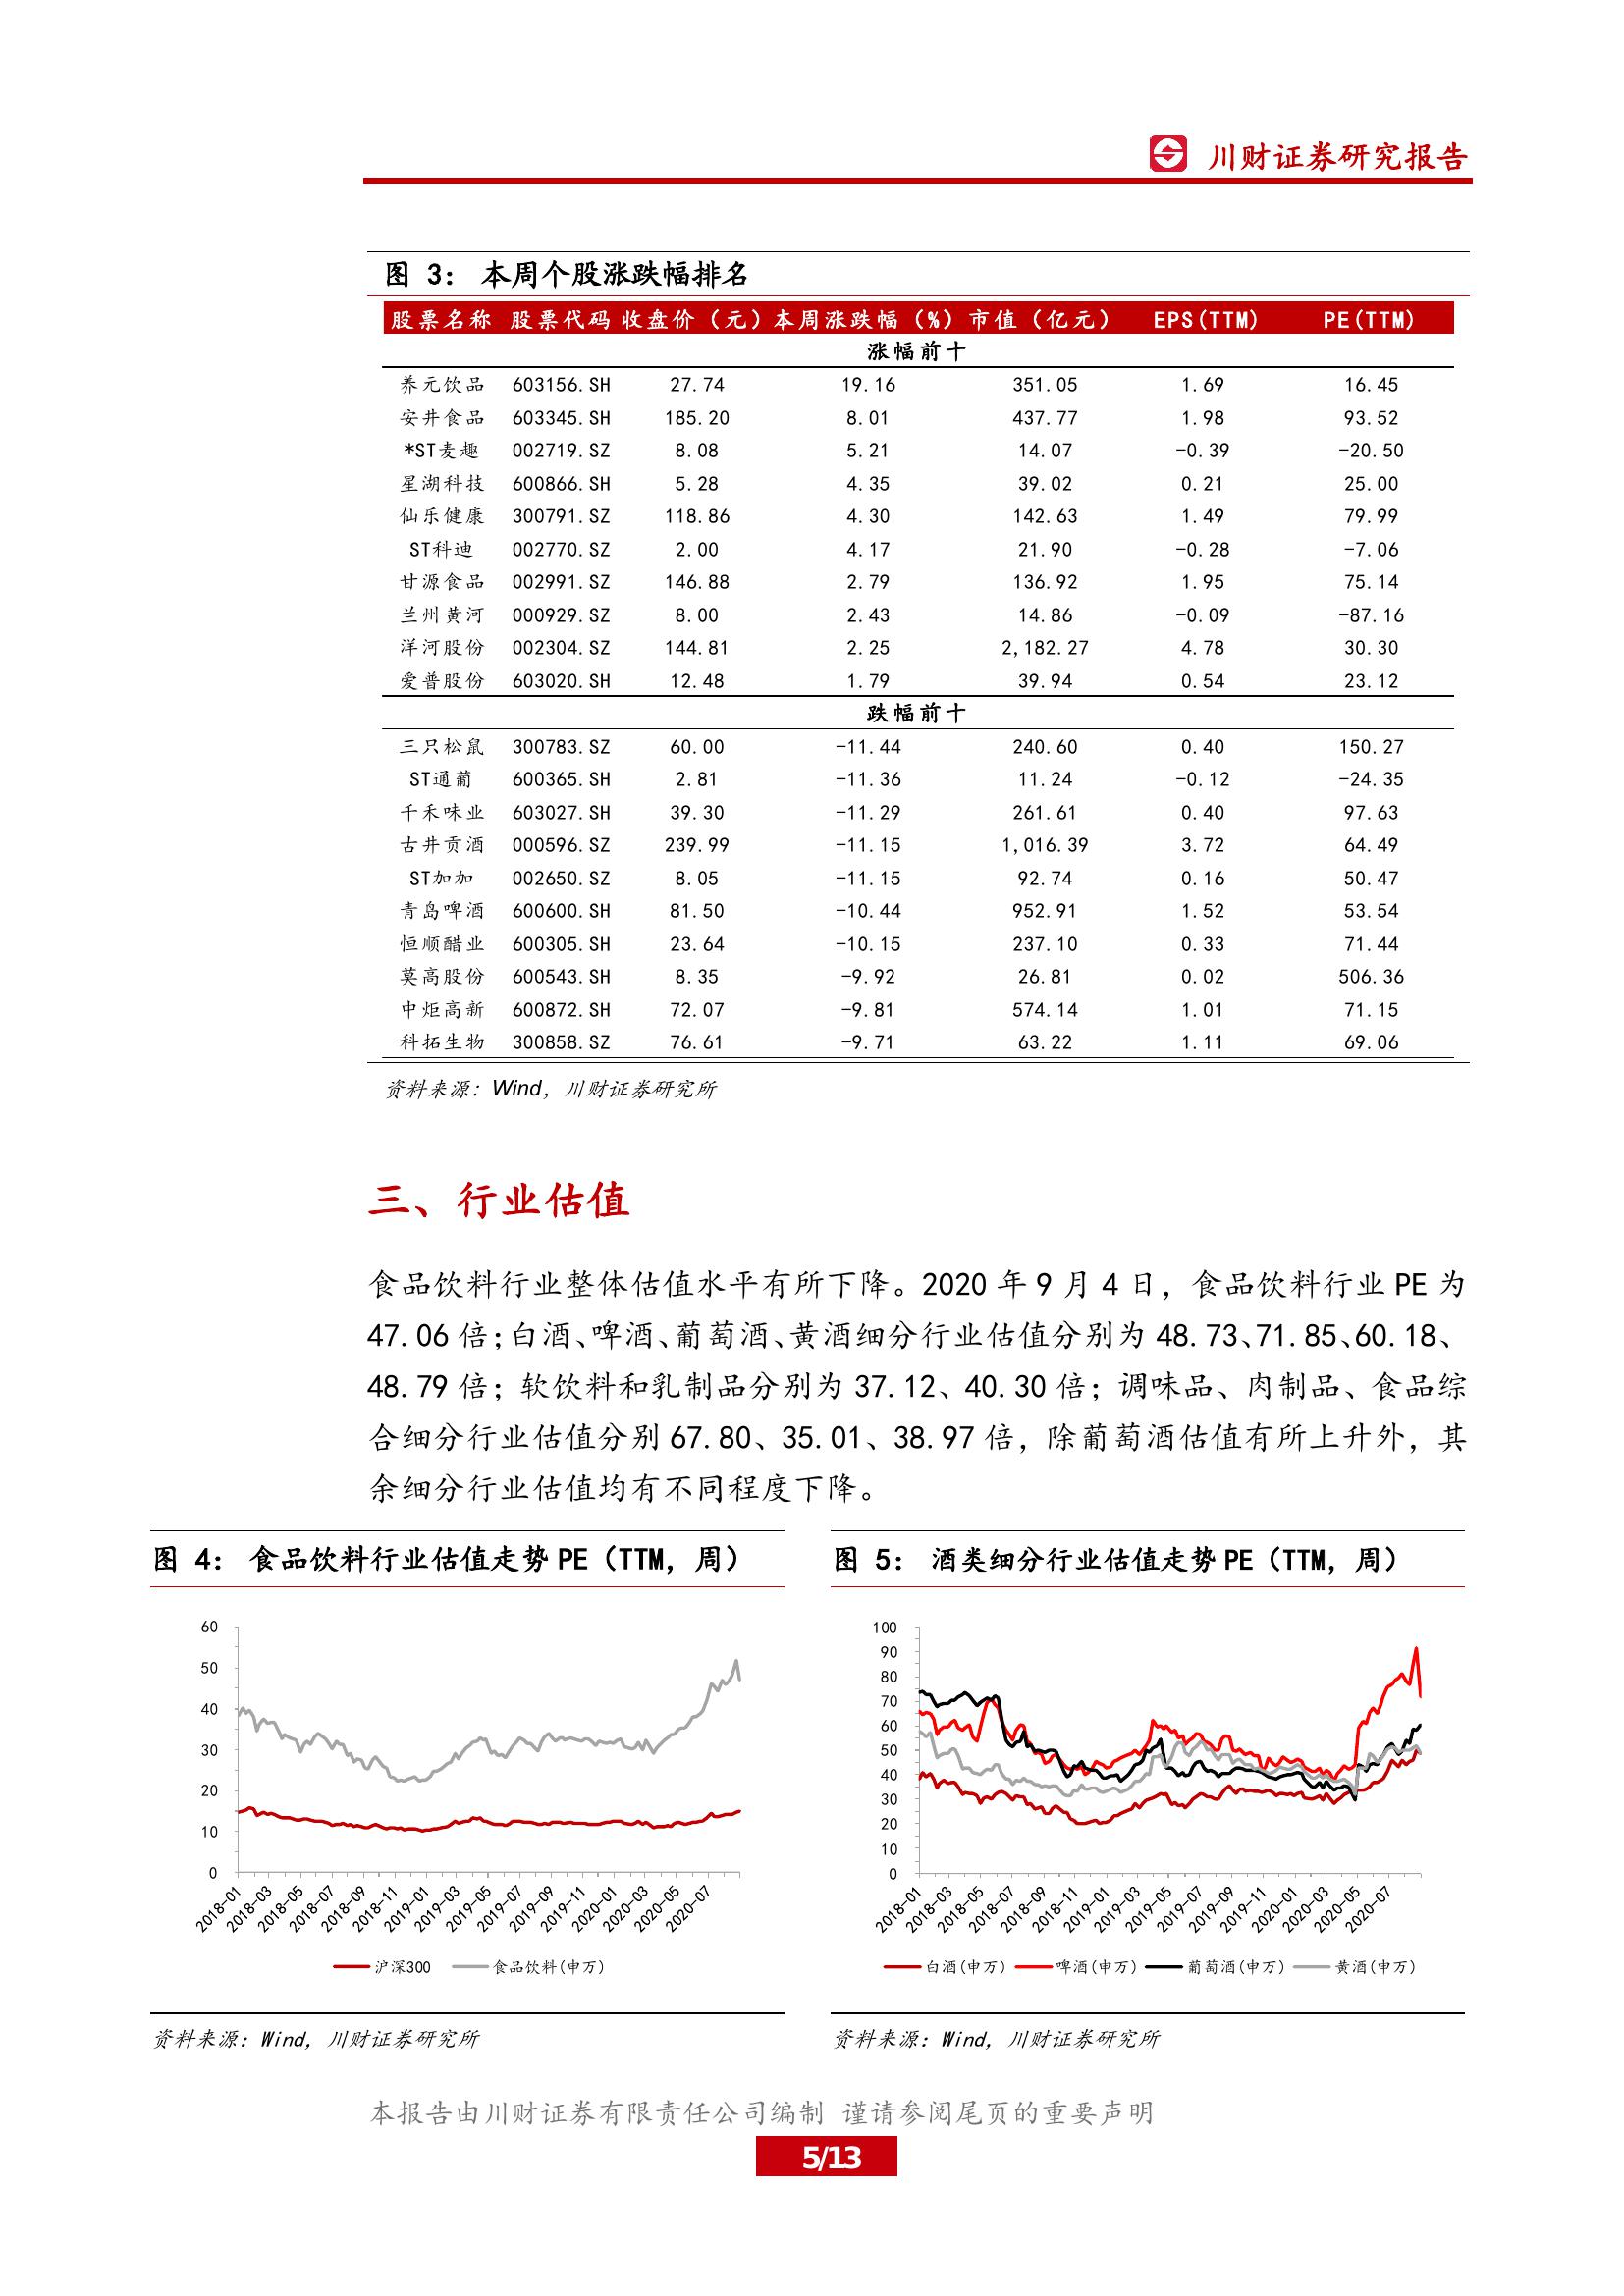 川财证券研究报告
图 3: 本周个股涨跌幅排名
股票名称 股票代码 收盘价（元） 本周涨跌幅（%） 市值（亿元） EPS(TTM) PE(TTM)
涨幅前十
养元饮品 603156.SH 27.74 19.16 351.05 1.69 16.45
安井食品 603345.SH 185.20 8.01 437.77 1.98 93.52
*ST麦趣 002719.SZ 8.08 5.21 14.07 -0.39 -20.50
星湖科技 600866.SH 5.28 4.35 39.02 0.21 25.00
仙乐健康 300791.SZ 118.86 4.30 142.63 1.49 79.99
ST科迪 002770.SZ 2.00 4.17 21.90 -0.28 -7.06
甘源食品 002991.SZ 146.88 2.79 136.92 1.95 75.14
兰州黄河 000929.SZ 8.00 2.43 14.86 -0.09 -87.16
洋河股份 002304.SZ 144.81 2.25 2,182.27 4.78 30.30
爱普股份 603020.SH 12.48 1.79 39.94 0.54 23.12
跌幅前十
三只松鼠 300783.SZ 60.00 -11.44 240.60 0.40 150.27
ST通葡 600365.SH 2.81 -11.36 11.24 -0.12 -24.35
千禾味业 603027.SH 39.30 -11.29 261.61 0.40 97.63
古井贡酒 000596.SZ 239.99 -11.15 1,016.39 3.72 64.49
ST加加 002650.SZ 8.05 -11.15 92.74 0.16 50.47
青岛啤酒 600600.SH 81.50 -10.44 952.91 1.52 53.54
恒顺醋业 600305.SH 23.64 -10.15 237.10 0.33 71.44
莫高股份 600543.SH 8.35 -9.92 26.81 0.02 506.36
中炬高新 600872.SH 72.07 -9.81 574.14 1.01 71.15
科拓生物 300858.SZ 76.61 -9.71 63.22 1.11 69.06
资料来源：Wind，川财证券研究所
三、行业估值
食品饮料行业整体估值水平有所下降。2020 年 9 月 4 日，食品饮料行业 PE 为
47.06 倍；白酒、啤酒、葡萄酒、黄酒细分行业估值分别为 48.73、71.85、60.18、
48.79 倍；软饮料和乳制品分别为 37.12、40.30 倍；调味品、肉制品、食品综
合细分行业估值分别 67.80、35.01、38.97 倍，除葡萄酒估值有所上升外，其
余细分行业估值均有不同程度下降。
图 4: 食品饮料行业估值走势 PE（TTM，周）
60
50
40
30
20
10
0
2018-01 2018-03 2018-05 2018-07 2018-09 2018-11 2019-01 2019-03 2019-05 2019-07 2019-09 2019-11 2020-01 2020-03 2020-05 2020-07
沪深300 食品饮料(申万)
资料来源：Wind，川财证券研究所
图 5: 酒类细分行业估值走势 PE（TTM，周）
100
90
80
70
60
50
40
30
20
10
0
2018-01 2018-03 2018-05 2018-07 2018-09 2018-11 2019-01 2019-03 2019-05 2019-07 2019-09 2019-11 2020-01 2020-03 2020-05 2020-07
白酒(申万) 啤酒(申万) 葡萄酒(申万) 黄酒(申万)
资料来源：Wind，川财证券研究所
本报告由川财证券有限责任公司编制 谨请参阅尾页的重要声明
5/13